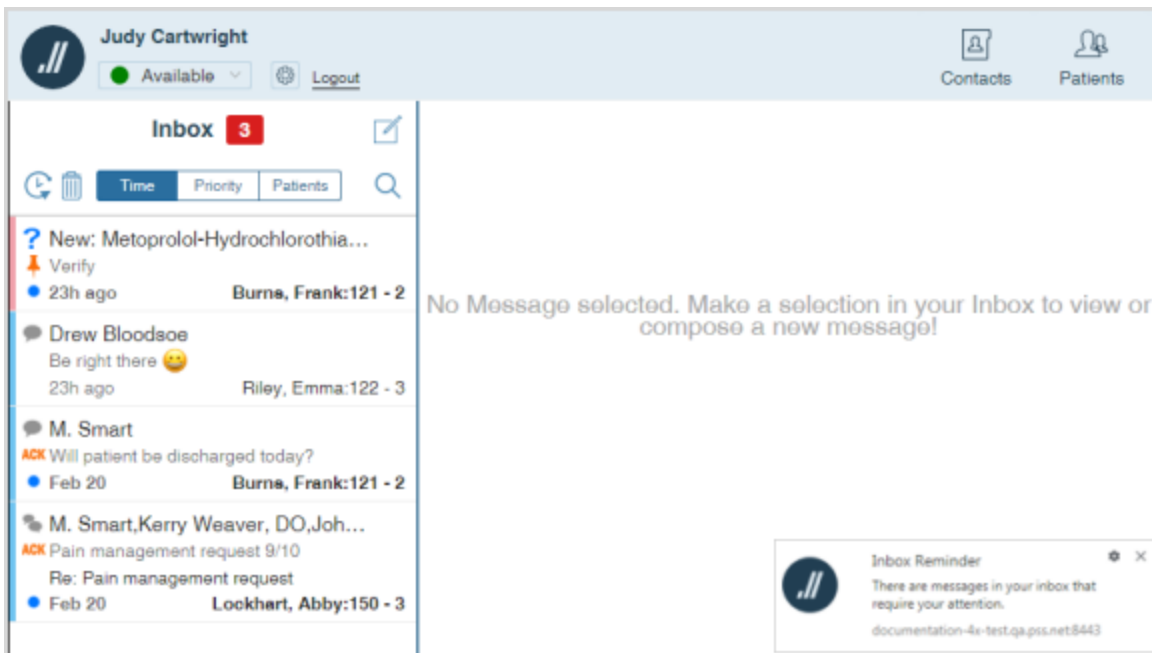 Judy Cartwright
Available
Logout
Contacts
Patients
Inbox 3
Time Priority Patients
? New: Metoprolol-Hydrochlorothia...
Verify
23h ago Burns, Frank:121 - 2
Drew Bloodsoe
Be right there 😀
23h ago Riley, Emma:122 - 3
M. Smart
ACK Will patient be discharged today?
Feb 20 Burns, Frank:121 - 2
M. Smart,Kerry Weaver, DO,Joh...
ACK Pain management request 9/10
Re: Pain management request
Feb 20 Lockhart, Abby:150 - 3
No Message selected. Make a selection in your Inbox to view or
compose a new message!
Inbox Reminder
There are messages in your inbox that
require your attention.
documentation-4x-test.qa.pss.net:8443